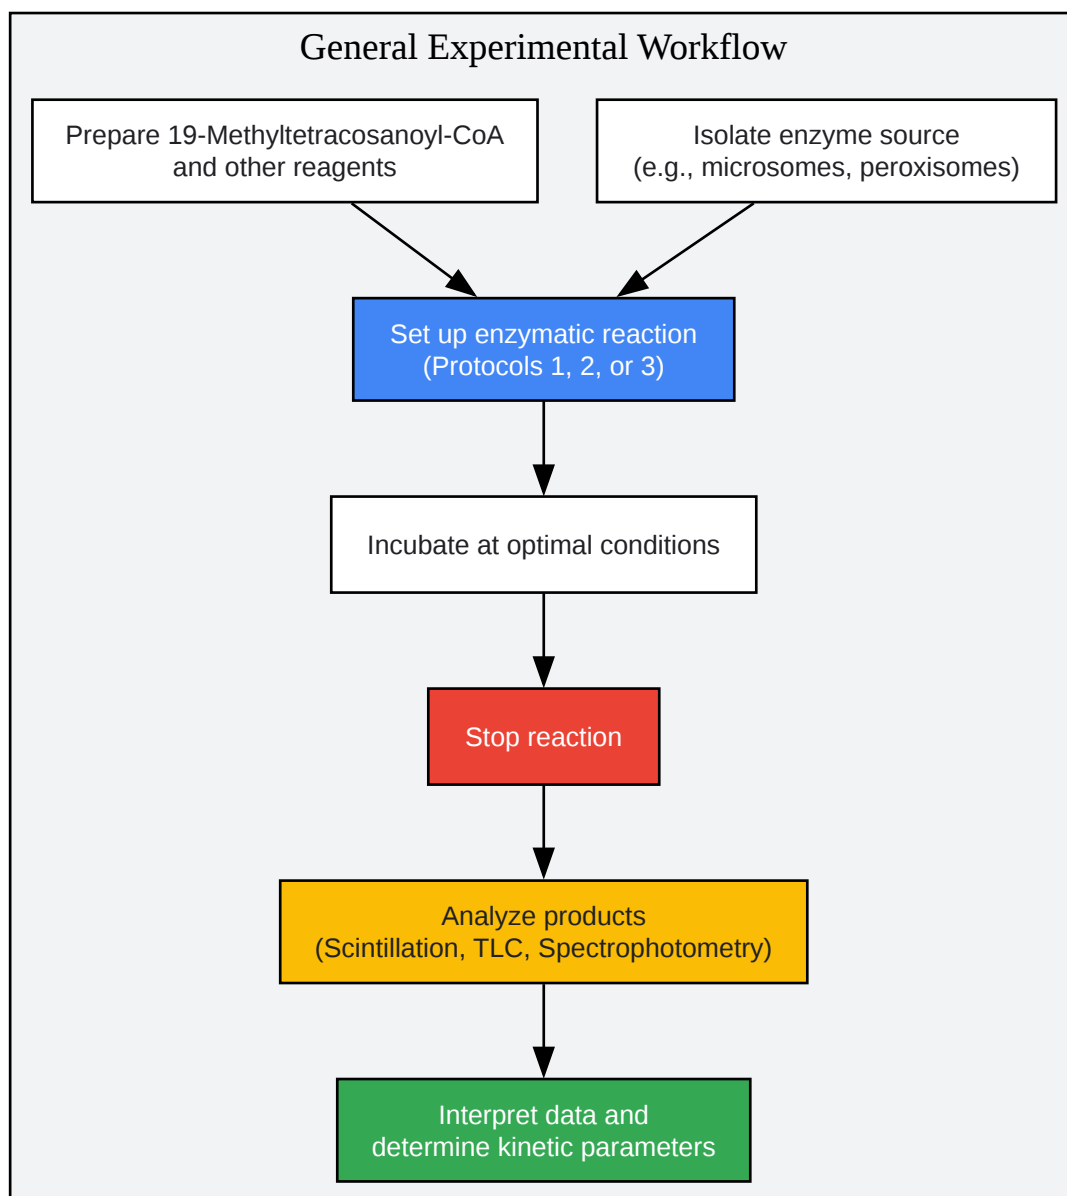 General Experimental Workflow
Prepare 19-Methyltetracosanoyl-CoA
and other reagents
Isolate enzyme source
(e.g., microsomes, peroxisomes)
Set up enzymatic reaction
(Protocols 1, 2, or 3)
Incubate at optimal conditions
Stop reaction
Analyze products
(Scintillation, TLC, Spectrophotometry)
Interpret data and
determine kinetic parameters